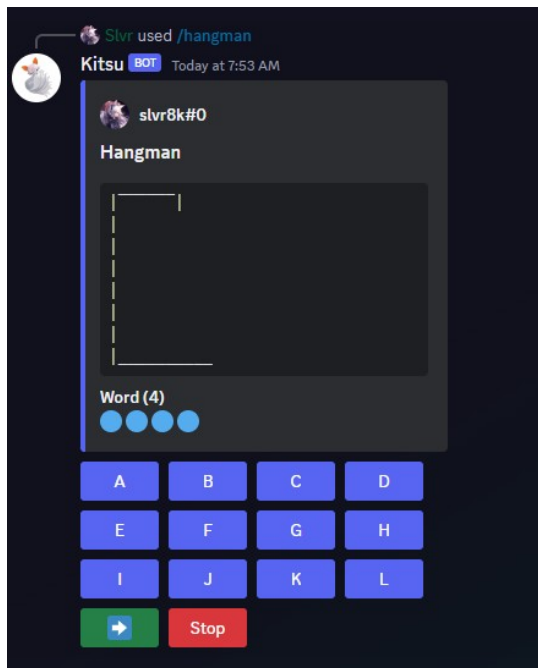 Slvr used /hangman
Kitsu BOT Today at 7:53 AM
slvr8k#0
Hangman
Word (4)
A B C D
E F G H
I J K L
Stop